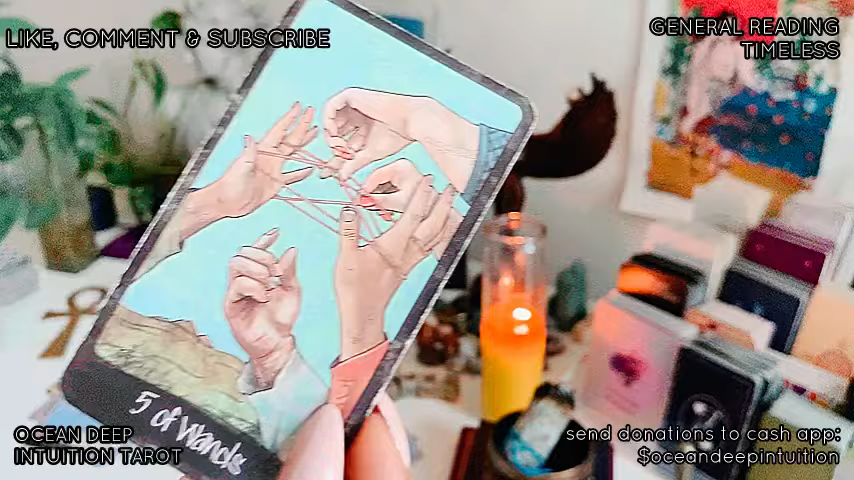 LIKE, COMMENT & SUBSCRIBE
GENERAL READING
TIMELESS
5 of Wands
OCEAN DEEP
INTUITION TAROT
send donations to cash app:
$oceandeepintuition